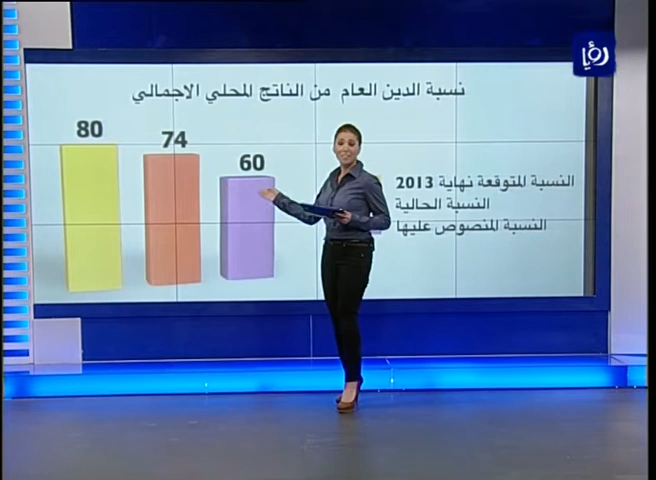 رؤيا
نسبة الدين العام من الناتج المحلي الاجمالي
80
74
60
النسبة المتوقعة نهاية 2013
النسبة الحالية
النسبة المنصوص عليها